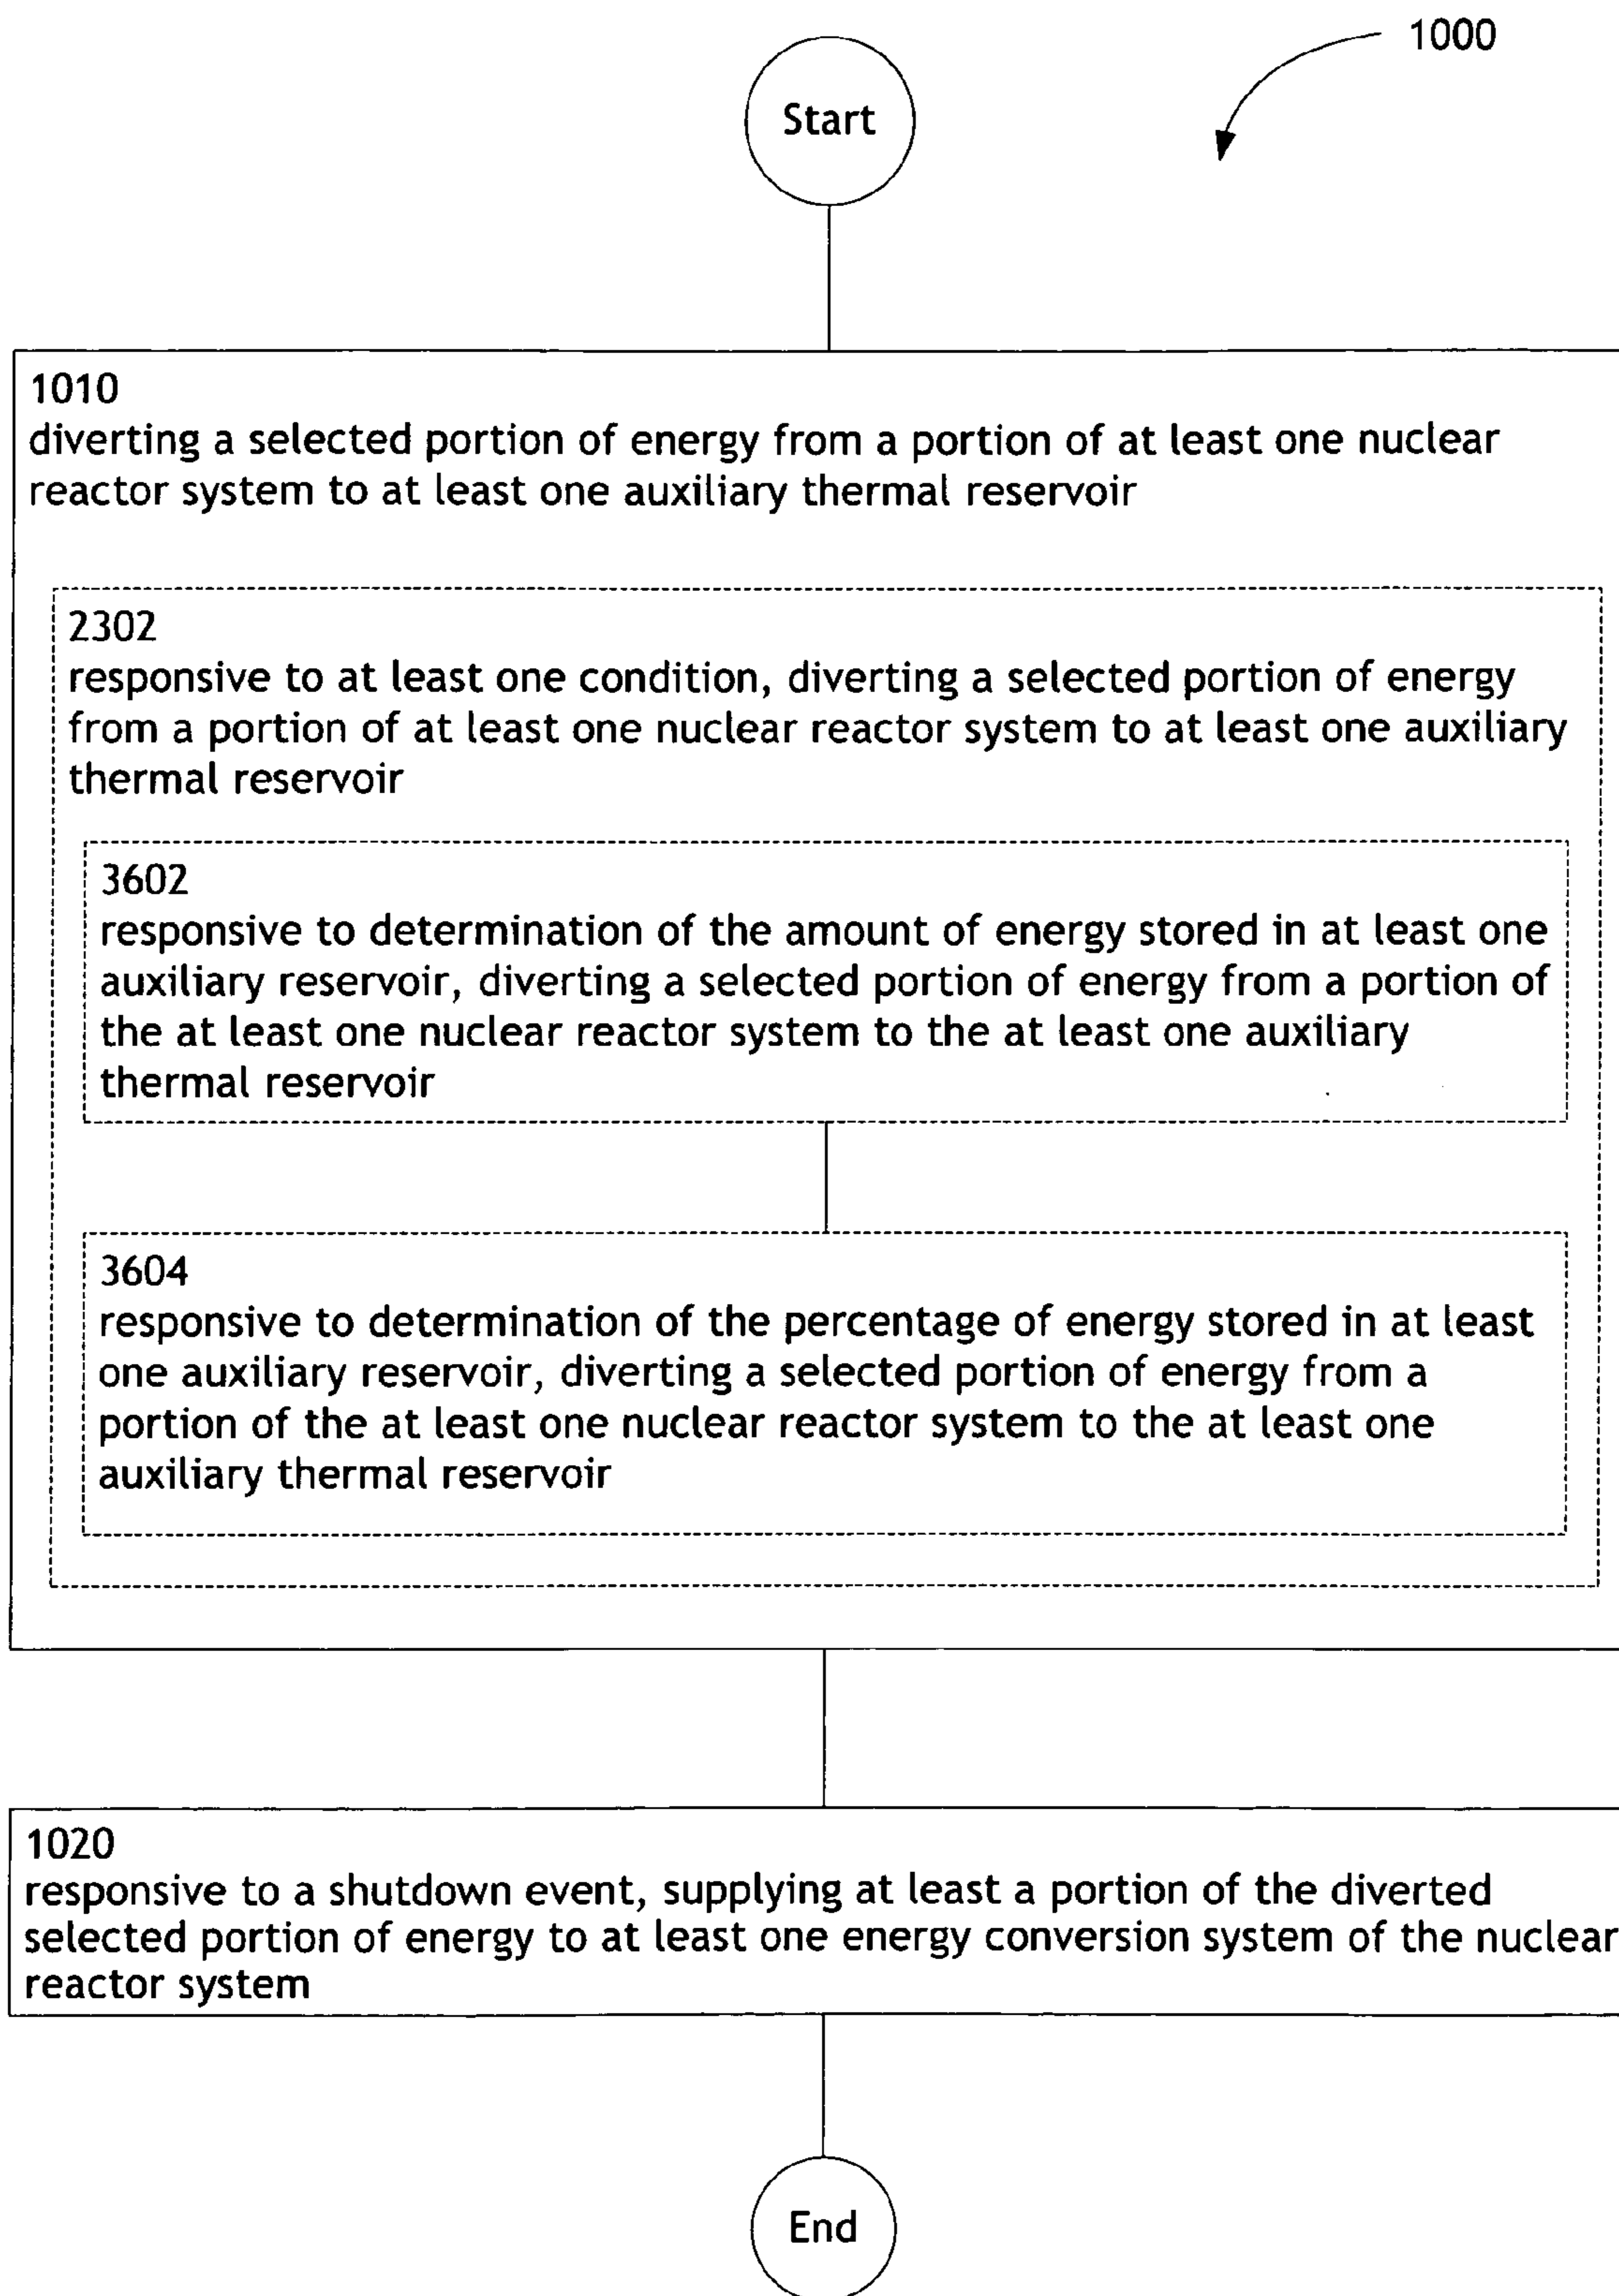 1000
Start
1010
diverting a selected portion of energy from a portion of at least one nuclear
reactor system to at least one auxiliary thermal reservoir
2302
responsive to at least one condition, diverting a selected portion of energy
from a portion of at least one nuclear reactor system to at least one auxiliary
thermal reservoir
3602
responsive to determination of the amount of energy stored in at least one
auxiliary reservoir, diverting a selected portion of energy from a portion of
the at least one nuclear reactor system to the at least one auxiliary
thermal reservoir
3604
responsive to determination of the percentage of energy stored in at least
one auxiliary reservoir, diverting a selected portion of energy from a
portion of the at least one nuclear reactor system to the at least one
auxiliary thermal reservoir
1020
responsive to a shutdown event, supplying at least a portion of the diverted
selected portion of energy to at least one energy conversion system of the nuclear
reactor system
End